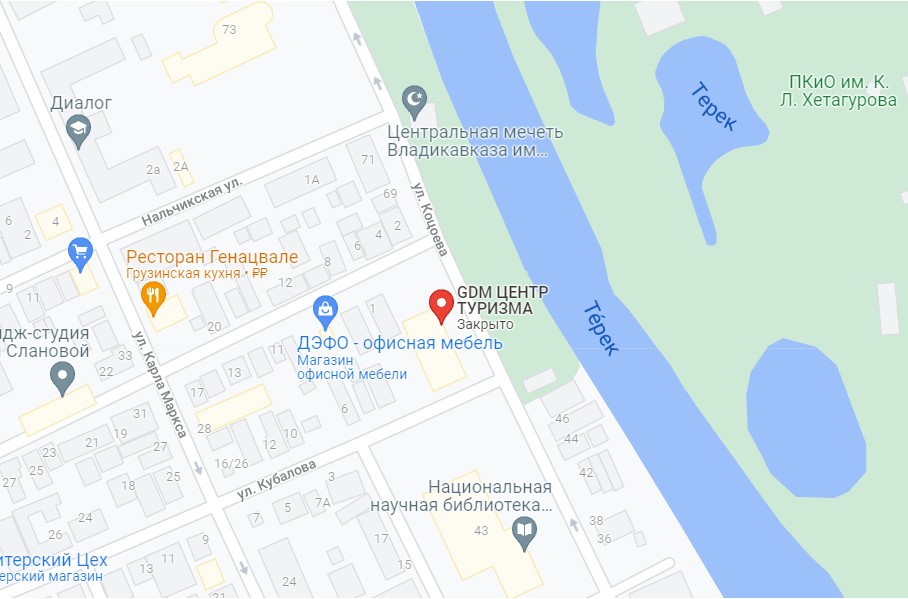 73
Диалог
Центральная мечеть
Владикавказа им...
ПКиО им. К.
Л. Хетагурова
Терек
2а
2А
Нальчикская ул.
1А
71
69
ул. Коцоева
6
4
2
6
4
2
8
12
Ресторан Генацвале
Грузинская кухня • ₽₽
9
11
20
1
GDM ЦЕНТР
ТУРИЗМА
Закрыто
Те́рек
ДЭФО - офисная мебель
Магазин
офисной мебели
идж-студия
Слановой
33
22
ул. Карла Маркса
11
13
17
6
31
28
19
21
23
27
25
27
10
12
16/26
18
25
ул. Кубалова
46
44
42
3
7А
5
7
Национальная
научная библиотека...
43
38
36
24
26
9
11
13
17
15
24
итерский Цех
ерский магазин